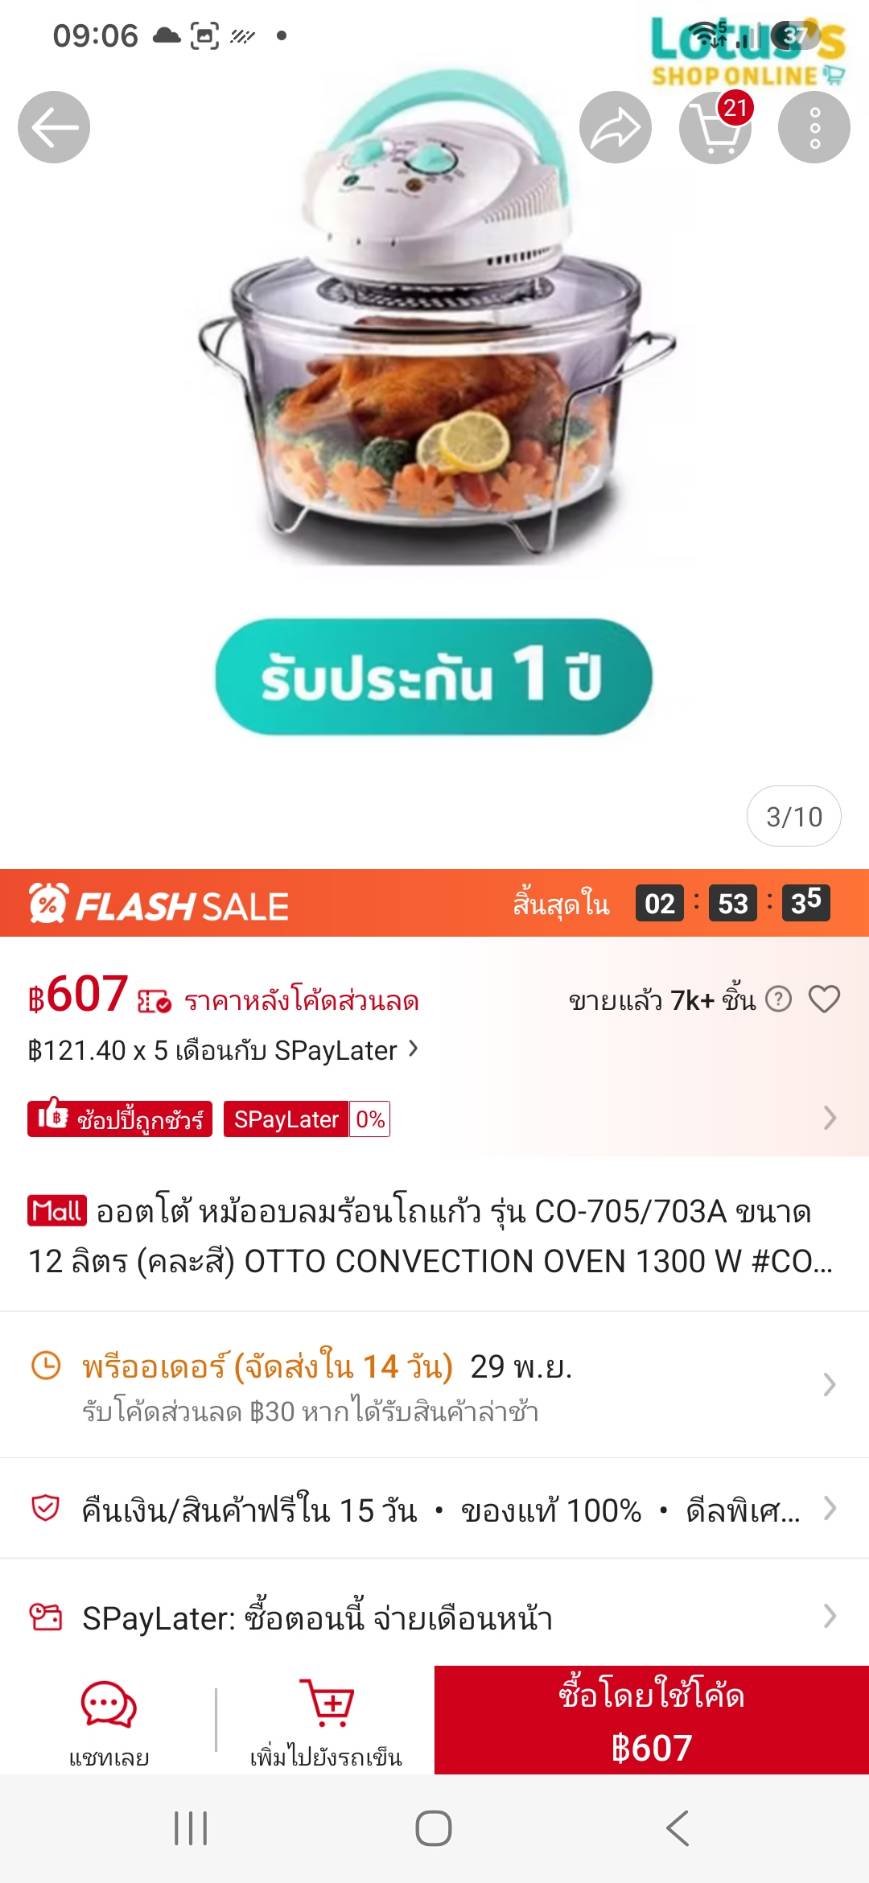 09:06
37
Lotus's
SHOP ONLINE
21
รับประกัน 1 ปี
3/10
FLASH SALE
สิ้นสุดใน 02 : 53 : 35
฿607 ราคาหลังโค้ดส่วนลด
ขายแล้ว 7k+ ชิ้น ?
฿121.40 x 5 เดือนกับ SPayLater >
ช้อปปี้ถูกชัวร์ SPayLater 0%
Mall ออตโต้ หม้ออบลมร้อนโถแก้ว รุ่น CO-705/703A ขนาด
12 ลิตร (คละสี) OTTO CONVECTION OVEN 1300 W #CO...
พรีออเดอร์ (จัดส่งใน 14 วัน) 29 พ.ย.
รับโค้ดส่วนลด ฿30 หากได้รับสินค้าล่าช้า
คืนเงิน/สินค้าฟรีใน 15 วัน • ของแท้ 100% • ดีลพิเศ...
SPayLater: ซื้อตอนนี้ จ่ายเดือนหน้า
แชทเลย
เพิ่มไปยังรถเข็น
ซื้อโดยใช้โค้ด
฿607